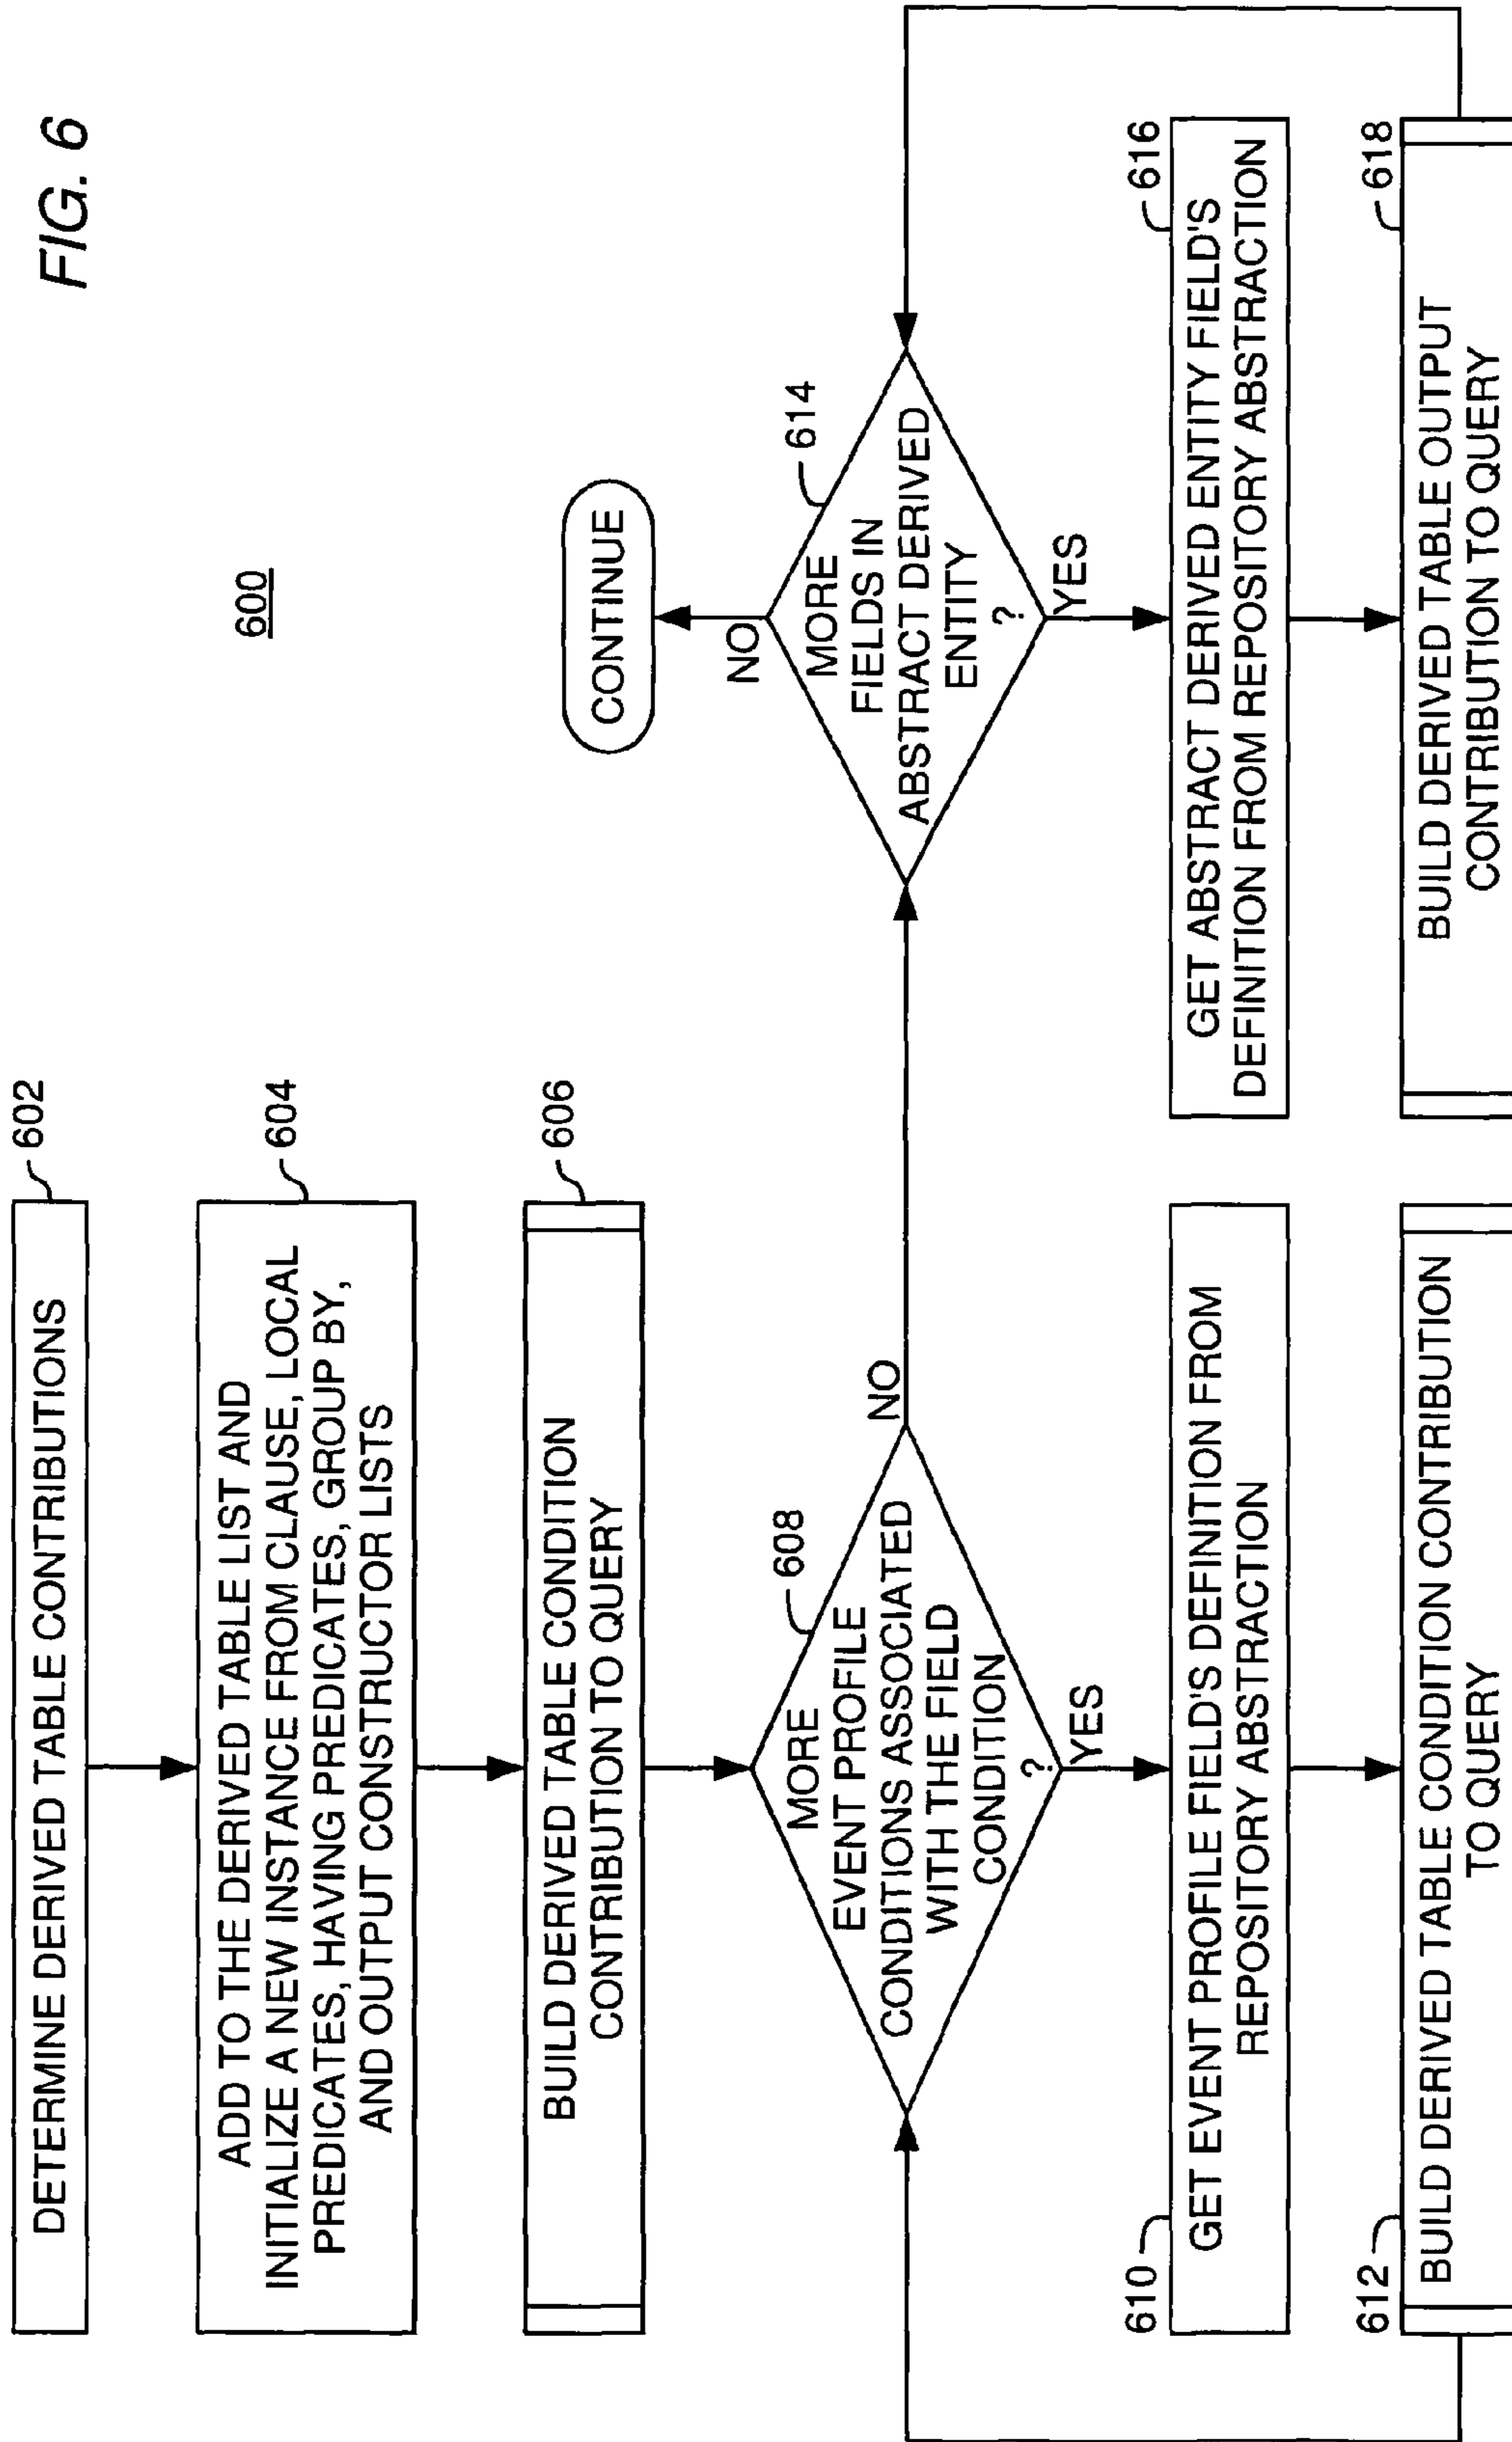 FIG. 6
600
602
DETERMINE DERIVED TABLE CONTRIBUTIONS
604
ADD TO THE DERIVED TABLE LIST AND
INITIALIZE A NEW INSTANCE FROM CLAUSE, LOCAL
PREDICATES, HAVING PREDICATES, GROUP BY,
AND OUTPUT CONSTRUCTOR LISTS
606
BUILD DERIVED TABLE CONDITION
CONTRIBUTION TO QUERY
608
MORE
EVENT PROFILE
CONDITIONS ASSOCIATED
WITH THE FIELD
CONDITION
?
NO
YES
610
GET EVENT PROFILE FIELD'S DEFINITION FROM
REPOSITORY ABSTRACTION
612
BUILD DERIVED TABLE CONDITION CONTRIBUTION
TO QUERY
CONTINUE
NO
614
MORE
FIELDS IN
ABSTRACT DERIVED
ENTITY
?
YES
616
GET ABSTRACT DERIVED ENTITY FIELD'S
DEFINITION FROM REPOSITORY ABSTRACTION
618
BUILD DERIVED TABLE OUTPUT
CONTRIBUTION TO QUERY